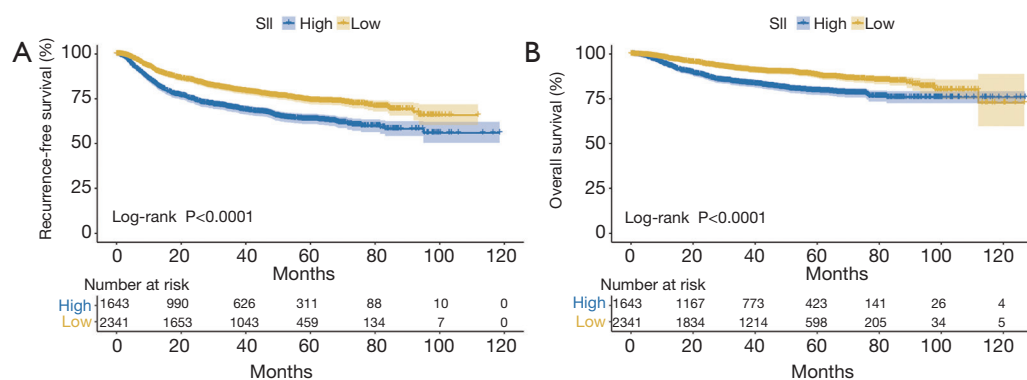 SII High Low
A
Recurrence-free survival (%)
100
75
50
25
0
Log-rank P<0.0001
0 20 40 60 80 100 120
Months
Number at risk
High 1643 990 626 311 88 10 0
Low 2341 1653 1043 459 134 7 0
0 20 40 60 80 100 120
Months
SII High Low
B
Overall survival (%)
100
75
50
25
0
Log-rank P<0.0001
0 20 40 60 80 100 120
Months
Number at risk
High 1643 1167 773 423 141 26 4
Low 2341 1834 1214 598 205 34 5
0 20 40 60 80 100 120
Months